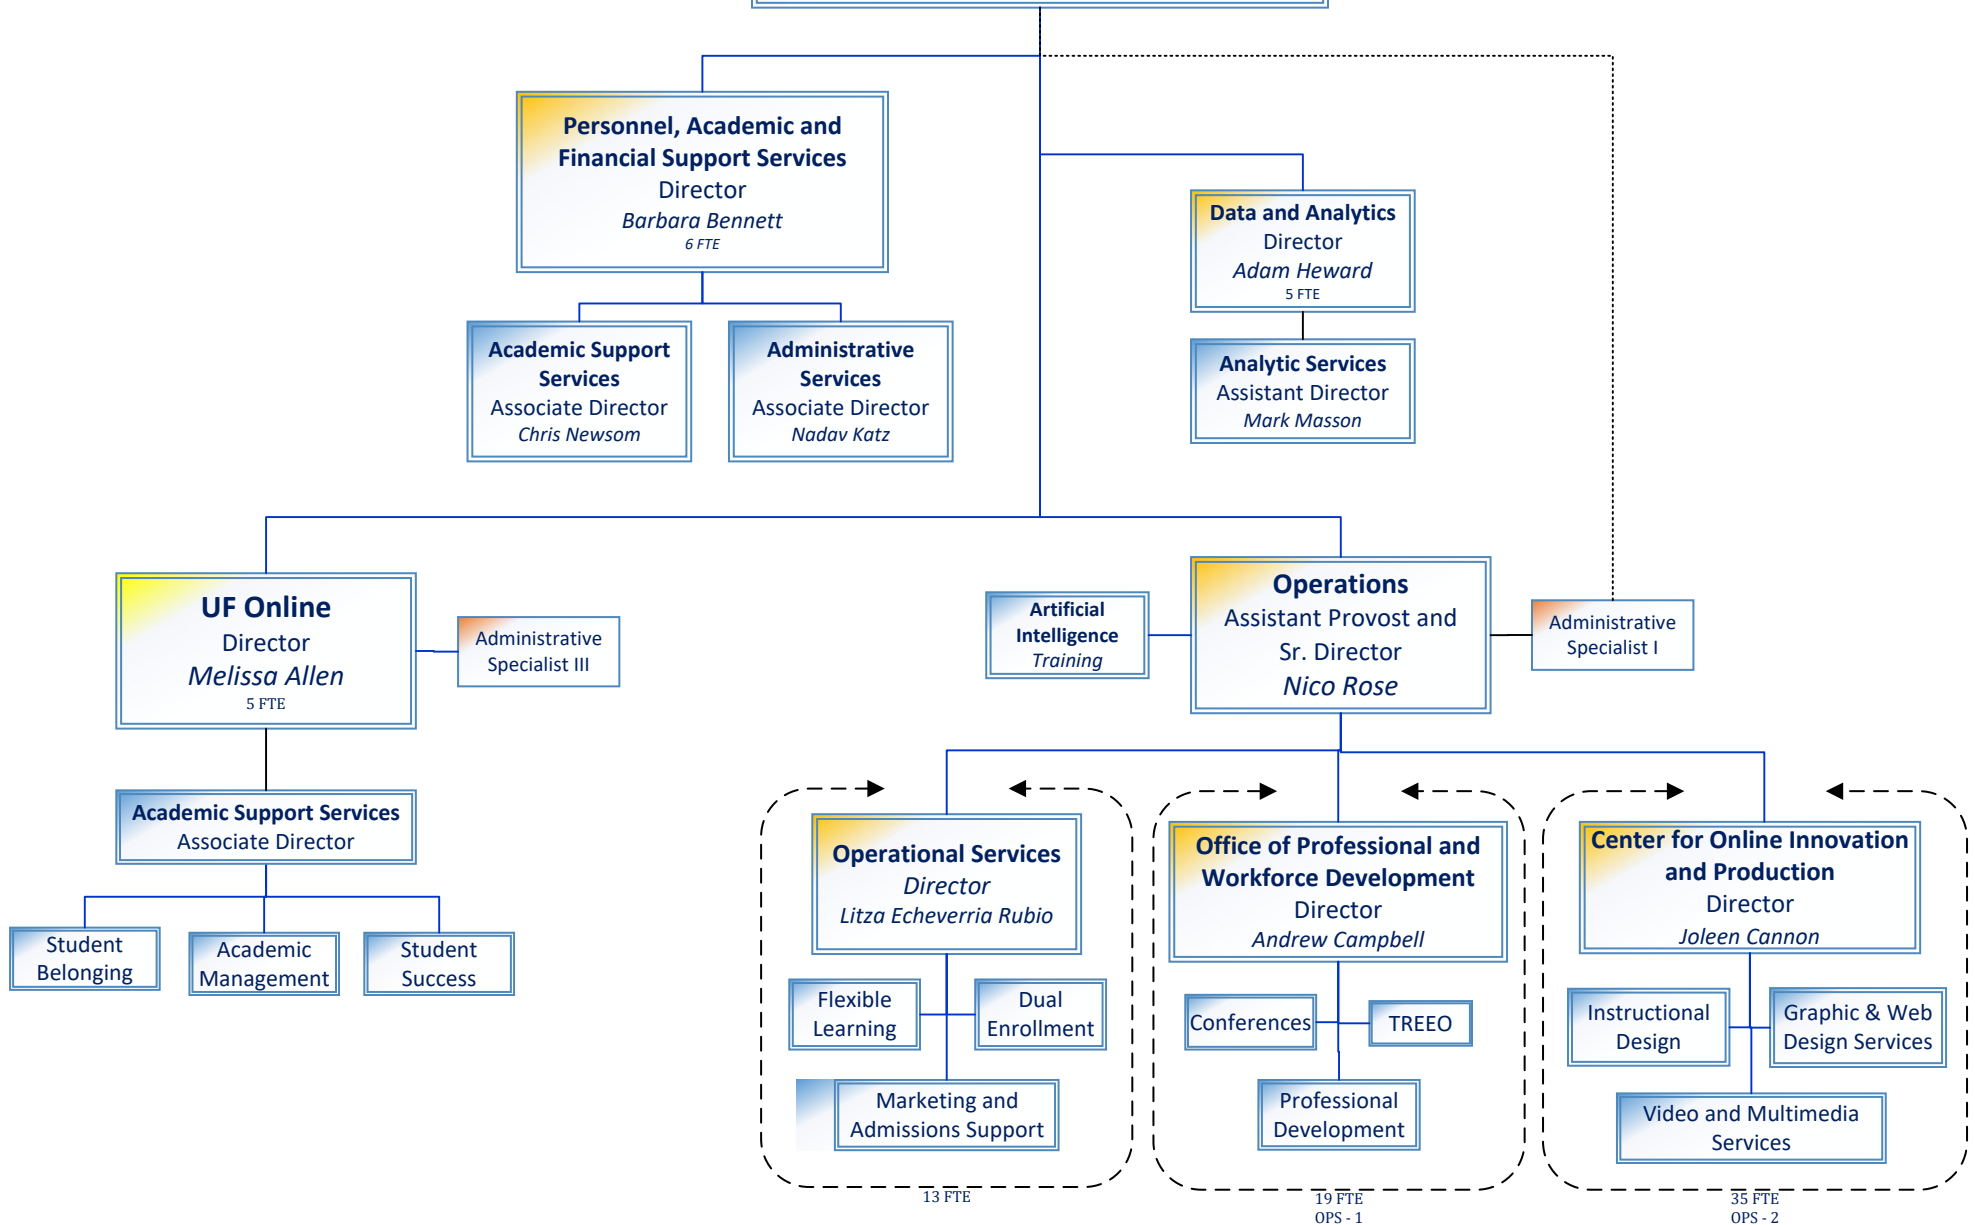 Personnel, Academic and
Financial Support Services
Director
Barbara Bennett
6 FTE
Data and Analytics
Director
Adam Heward
5 FTE
Academic Support
Services
Associate Director
Chris Newsom
Administrative
Services
Associate Director
Nadav Katz
Analytic Services
Assistant Director
Mark Masson
UF Online
Director
Melissa Allen
5 FTE
Administrative
Specialist III
Artificial
Intelligence
Training
Operations
Assistant Provost and
Sr. Director
Nico Rose
Administrative
Specialist I
Academic Support Services
Associate Director
Student
Belonging
Academic
Management
Student
Success
Operational Services
Director
Litza Echeverria Rubio
Flexible
Learning
Dual
Enrollment
Marketing and
Admissions Support
13 FTE
Office of Professional and
Workforce Development
Director
Andrew Campbell
Conferences
TREEO
Professional
Development
19 FTE
OPS - 1
Center for Online Innovation
and Production
Director
Joleen Cannon
Instructional
Design
Graphic & Web
Design Services
Video and Multimedia
Services
35 FTE
OPS - 2